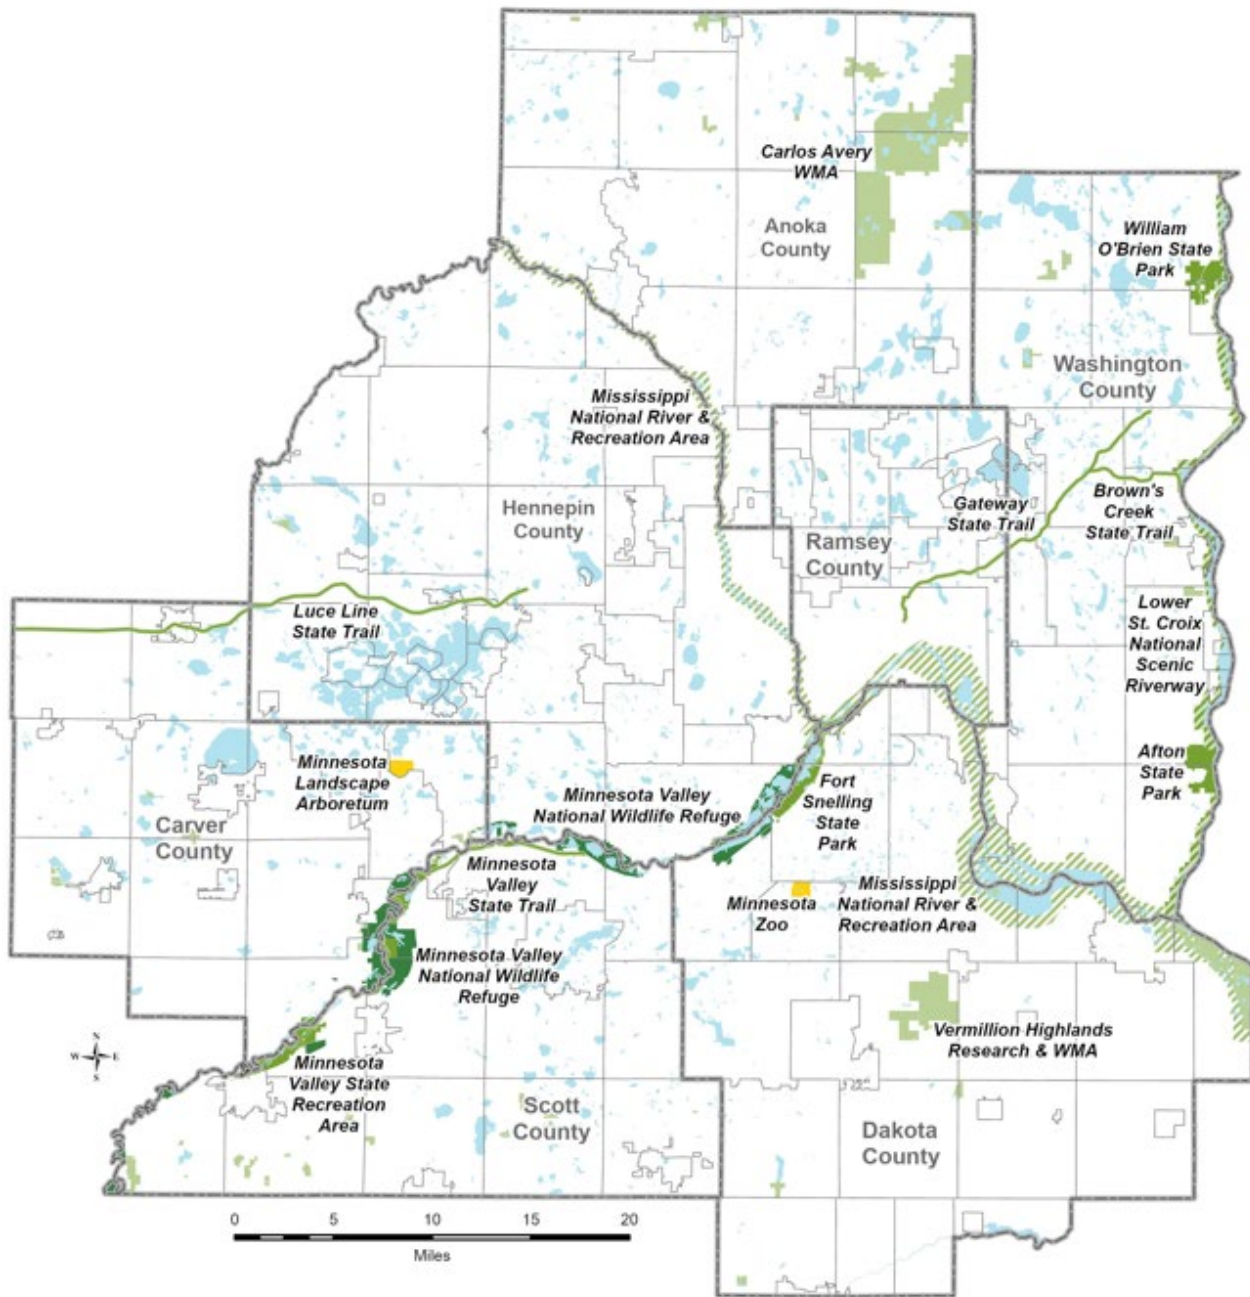 Carlos Avery
WMA
Anoka
County
William
O'Brien State
Park
Washington
County
Mississippi
National River &
Recreation Area
Hennepin
County
Gateway
State Trail
Brown's
Creek
State Trail
Ramsey
County
Luce Line
State Trail
Lower
St. Croix
National
Scenic
Riverway
Minnesota
Landscape
Arboretum
Minnesota Valley
National Wildlife Refuge
Fort
Snelling
State
Park
Afton
State
Park
Carver
County
Minnesota
Valley
State Trail
Minnesota
Zoo
Mississippi
National River &
Recreation Area
Minnesota Valley
National Wildlife
Refuge
Vermillion Highlands
Research & WMA
N
W E
S
Minnesota
Valley State
Recreation
Area
Scott
County
Dakota
County
0 5 10 15 20
Miles